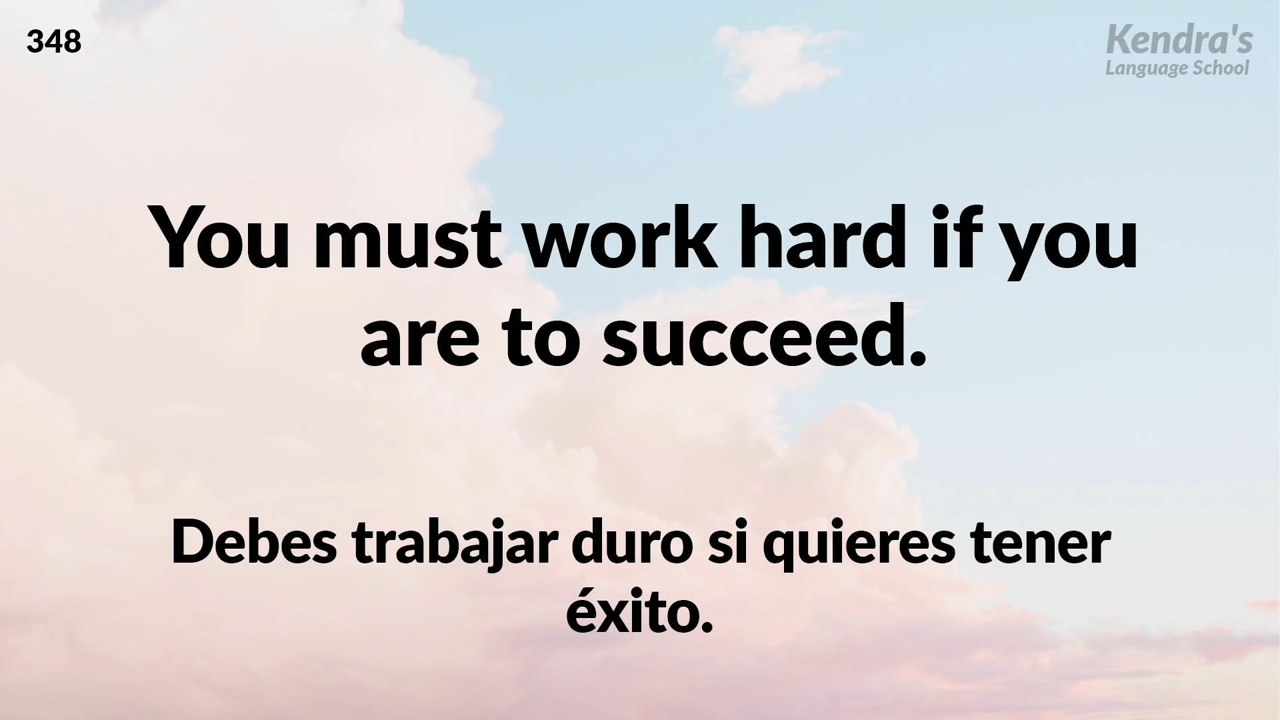 348
Kendra's
Language School
You must work hard if you
are to succeed.
Debes trabajar duro si quieres tener
éxito.